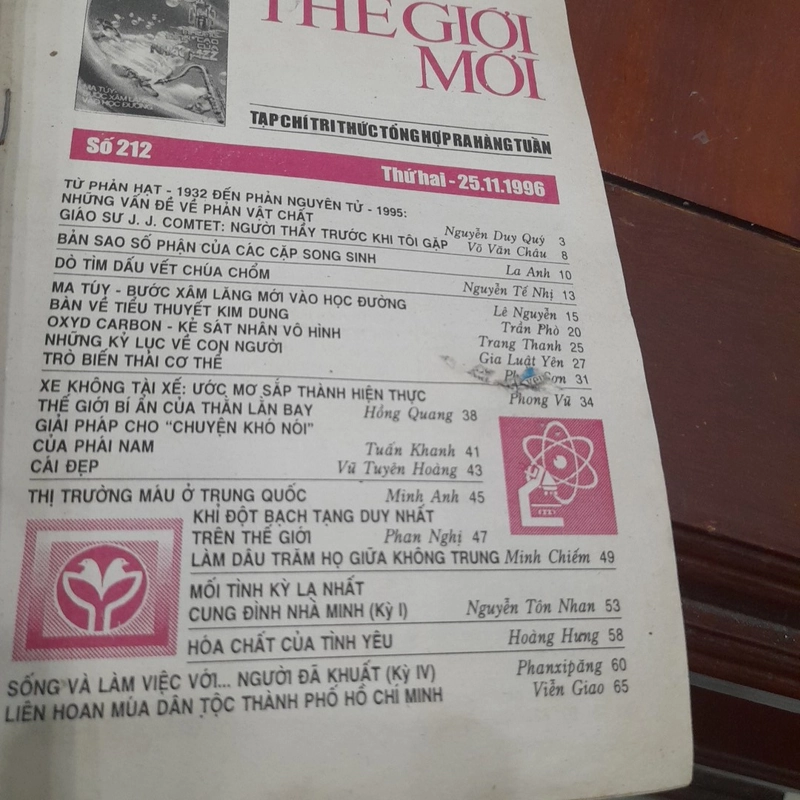 THẾ GIỚI
MỚI
MA TÚY:
BƯỚC XÂM LĂNG
VÀO HỌC ĐƯỜNG
TẠP CHÍ TRI THỨC TỔNG HỢP RA HÀNG TUẦN
Số 212
Thứ hai - 25.11.1996
TỪ PHẢN HẠT - 1932 ĐẾN PHẢN NGUYÊN TỬ - 1995:
NHỮNG VẤN ĐỀ VỀ PHẢN VẬT CHẤT Nguyễn Duy Quý 3
GIÁO SƯ J. J. COMTET: NGƯỜI THẦY TRƯỚC KHI TÔI GẶP Võ Văn Châu 8
BẢN SAO SỐ PHẬN CỦA CÁC CẶP SONG SINH La Anh 10
DÒ TÌM DẤU VẾT CHÚA CHỔM Nguyễn Tế Nhị 13
MA TÚY - BƯỚC XÂM LĂNG MỚI VÀO HỌC ĐƯỜNG Lê Nguyễn 15
BÀN VỀ TIỂU THUYẾT KIM DUNG Trần Phò 20
OXYD CARBON - KẺ SÁT NHÂN VÔ HÌNH Trang Thanh 25
NHỮNG KỶ LỤC VỀ CON NGƯỜI Gia Luật Yên 27
TRÒ BIẾN THÁI CƠ THỂ Sơn 31
XE KHÔNG TÀI XẾ: ƯỚC MƠ SẮP THÀNH HIỆN THỰC Phong Vũ 34
THẾ GIỚI BÍ ẨN CỦA THẰN LẰN BAY Hồng Quang 38
GIẢI PHÁP CHO "CHUYỆN KHÓ NÓI"
CỦA PHÁI NAM Tuấn Khanh 41
CÁI ĐẸP Vũ Tuyên Hoàng 43
THỊ TRƯỜNG MÁU Ở TRUNG QUỐC Minh Anh 45
KHỈ ĐỘT BẠCH TẠNG DUY NHẤT
TRÊN THẾ GIỚI Phan Nghị 47
LÀM DÂU TRĂM HỌ GIỮA KHÔNG TRUNG Minh Chiếm 49
MỐI TÌNH KỲ LẠ NHẤT
CUNG ĐÌNH NHÀ MINH (Kỳ I) Nguyễn Tôn Nhan 53
HÓA CHẤT CỦA TÌNH YÊU Hoàng Hưng 58
SỐNG VÀ LÀM VIỆC VỚI... NGƯỜI ĐÃ KHUẤT (Kỳ IV) Phanxipăng 60
LIÊN HOAN MÚA DÂN TỘC THÀNH PHỐ HỒ CHÍ MINH Viễn Giao 65